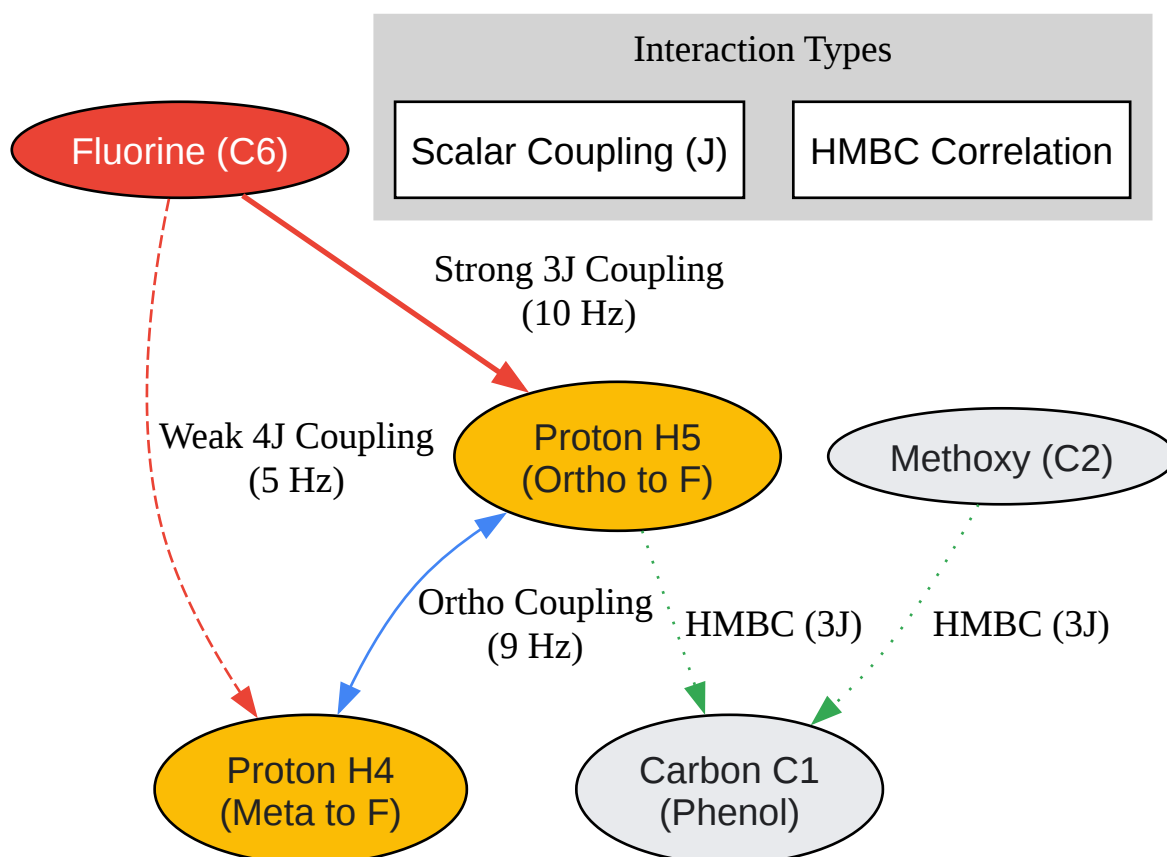 Interaction Types
Fluorine (C6)
Scalar Coupling (J)
HMBC Correlation
Strong 3J Coupling
(10 Hz)
Weak 4J Coupling
(5 Hz)
Proton H5
(Ortho to F)
Methoxy (C2)
Ortho Coupling
(9 Hz)
HMBC (3J)
HMBC (3J)
Proton H4
(Meta to F)
Carbon C1
(Phenol)